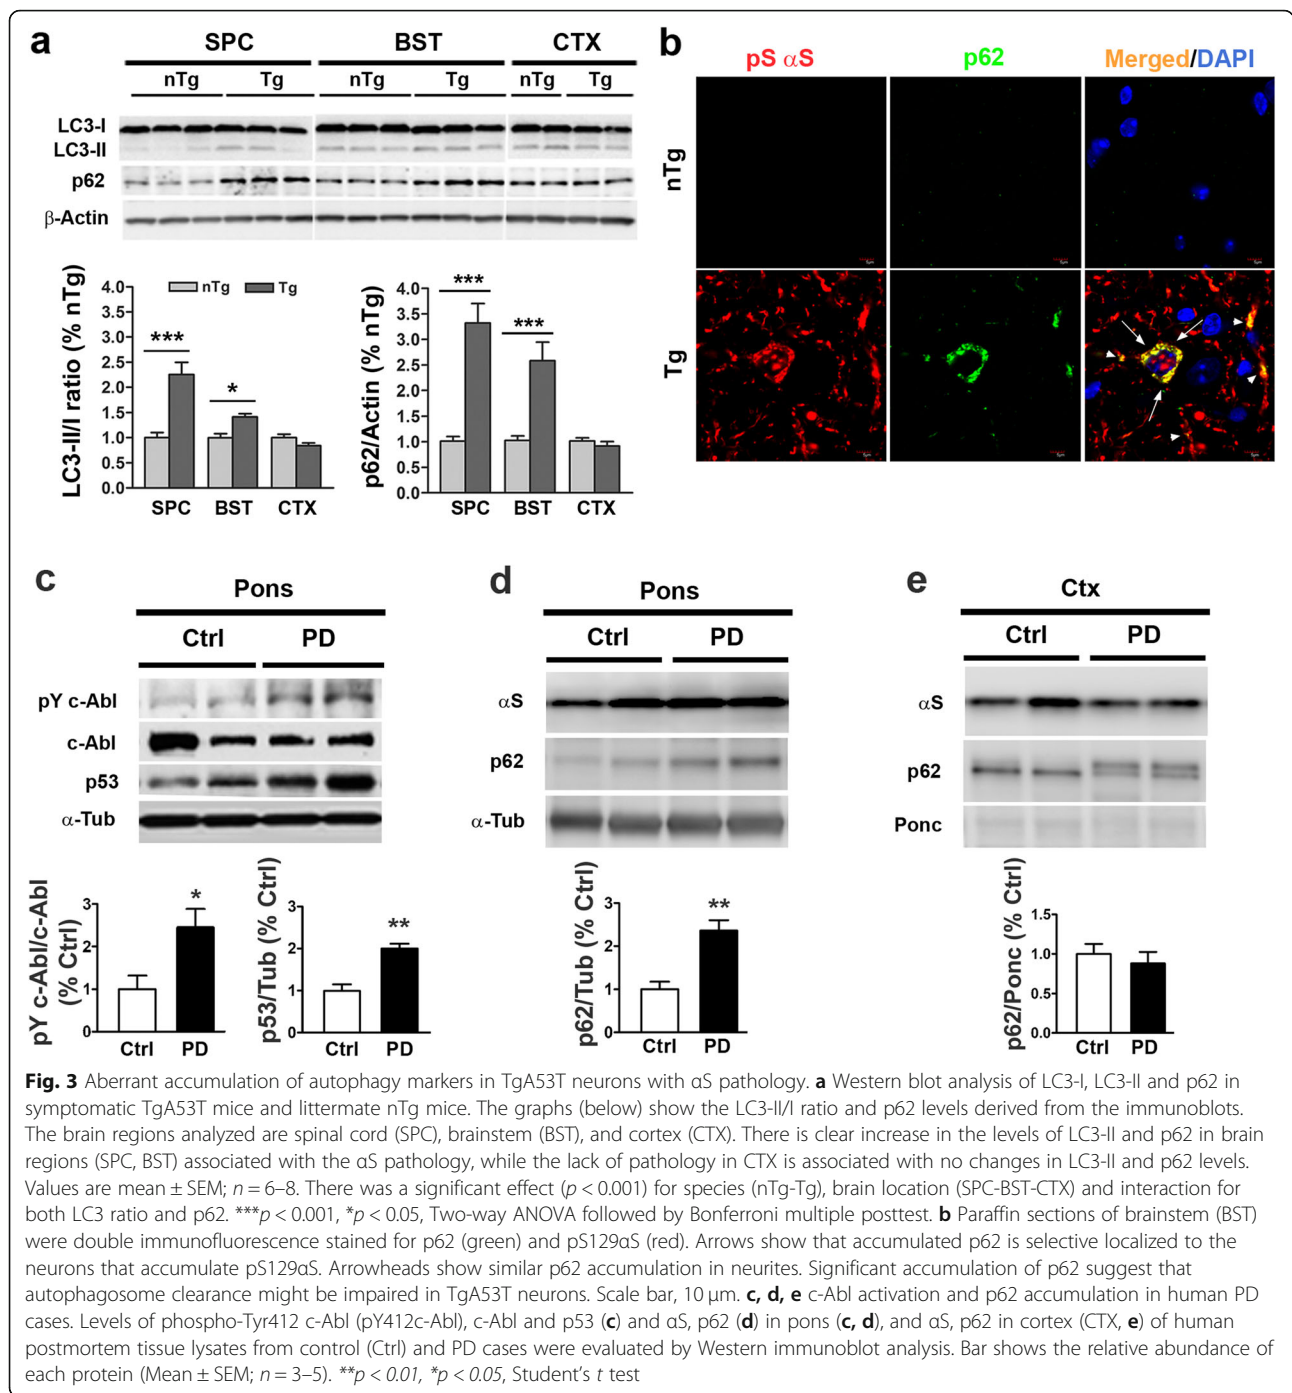 a
SPC BST CTX
nTg Tg nTg Tg nTg Tg
LC3-I
LC3-II
p62
β-Actin
LC3-II/I ratio (% nTg)
4.0
3.5
3.0
2.5
2.0
1.5
1.0
0.5
0.0
nTg Tg
***
*
SPC BST CTX
p62/Actin (% nTg)
4.0
3.5
3.0
2.5
2.0
1.5
1.0
0.5
0.0
***
***
SPC BST CTX
b
pS αS p62 Merged/DAPI
nTg
Tg
c
Pons
Ctrl PD
pY c-Abl
c-Abl
p53
α-Tub
pY c-Abl/c-Abl
(% Ctrl)
3
2
1
0
*
Ctrl PD
p53/Tub (% Ctrl)
3
2
1
0
**
Ctrl PD
d
Pons
Ctrl PD
αS
p62
α-Tub
p62/Tub (% Ctrl)
3
2
1
0
**
Ctrl PD
e
Ctx
Ctrl PD
αS
p62
Ponc
p62/Ponc (% Ctrl)
1.5
1.0
0.5
0.0
Ctrl PD
Fig. 3 Aberrant accumulation of autophagy markers in TgA53T neurons with αS pathology. a Western blot analysis of LC3-I, LC3-II and p62 in
symptomatic TgA53T mice and littermate nTg mice. The graphs (below) show the LC3-II/I ratio and p62 levels derived from the immunoblots.
The brain regions analyzed are spinal cord (SPC), brainstem (BST), and cortex (CTX). There is clear increase in the levels of LC3-II and p62 in brain
regions (SPC, BST) associated with the αS pathology, while the lack of pathology in CTX is associated with no changes in LC3-II and p62 levels.
Values are mean ± SEM; n = 6–8. There was a significant effect (p < 0.001) for species (nTg-Tg), brain location (SPC-BST-CTX) and interaction for
both LC3 ratio and p62. ***p < 0.001, *p < 0.05, Two-way ANOVA followed by Bonferroni multiple posttest. b Paraffin sections of brainstem (BST)
were double immunofluorescence stained for p62 (green) and pS129αS (red). Arrows show that accumulated p62 is selective localized to the
neurons that accumulate pS129αS. Arrowheads show similar p62 accumulation in neurites. Significant accumulation of p62 suggest that
autophagosome clearance might be impaired in TgA53T neurons. Scale bar, 10 μm. c, d, e c-Abl activation and p62 accumulation in human PD
cases. Levels of phospho-Tyr412 c-Abl (pY412c-Abl), c-Abl and p53 (c) and αS, p62 (d) in pons (c, d), and αS, p62 in cortex (CTX, e) of human
postmortem tissue lysates from control (Ctrl) and PD cases were evaluated by Western immunoblot analysis. Bar shows the relative abundance of
each protein (Mean ± SEM; n = 3–5). **p < 0.01, *p < 0.05, Student's t test